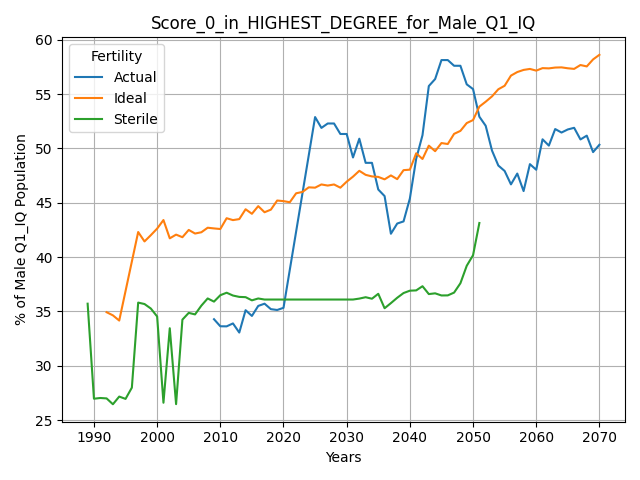 Score_0_in_HIGHEST_DEGREE_for_Male_Q1_IQ
Fertility
Actual
Ideal
Sterile
% of Male Q1_IQ Population
60
55
50
45
40
35
30
25
1990 2000 2010 2020 2030 2040 2050 2060 2070
Years